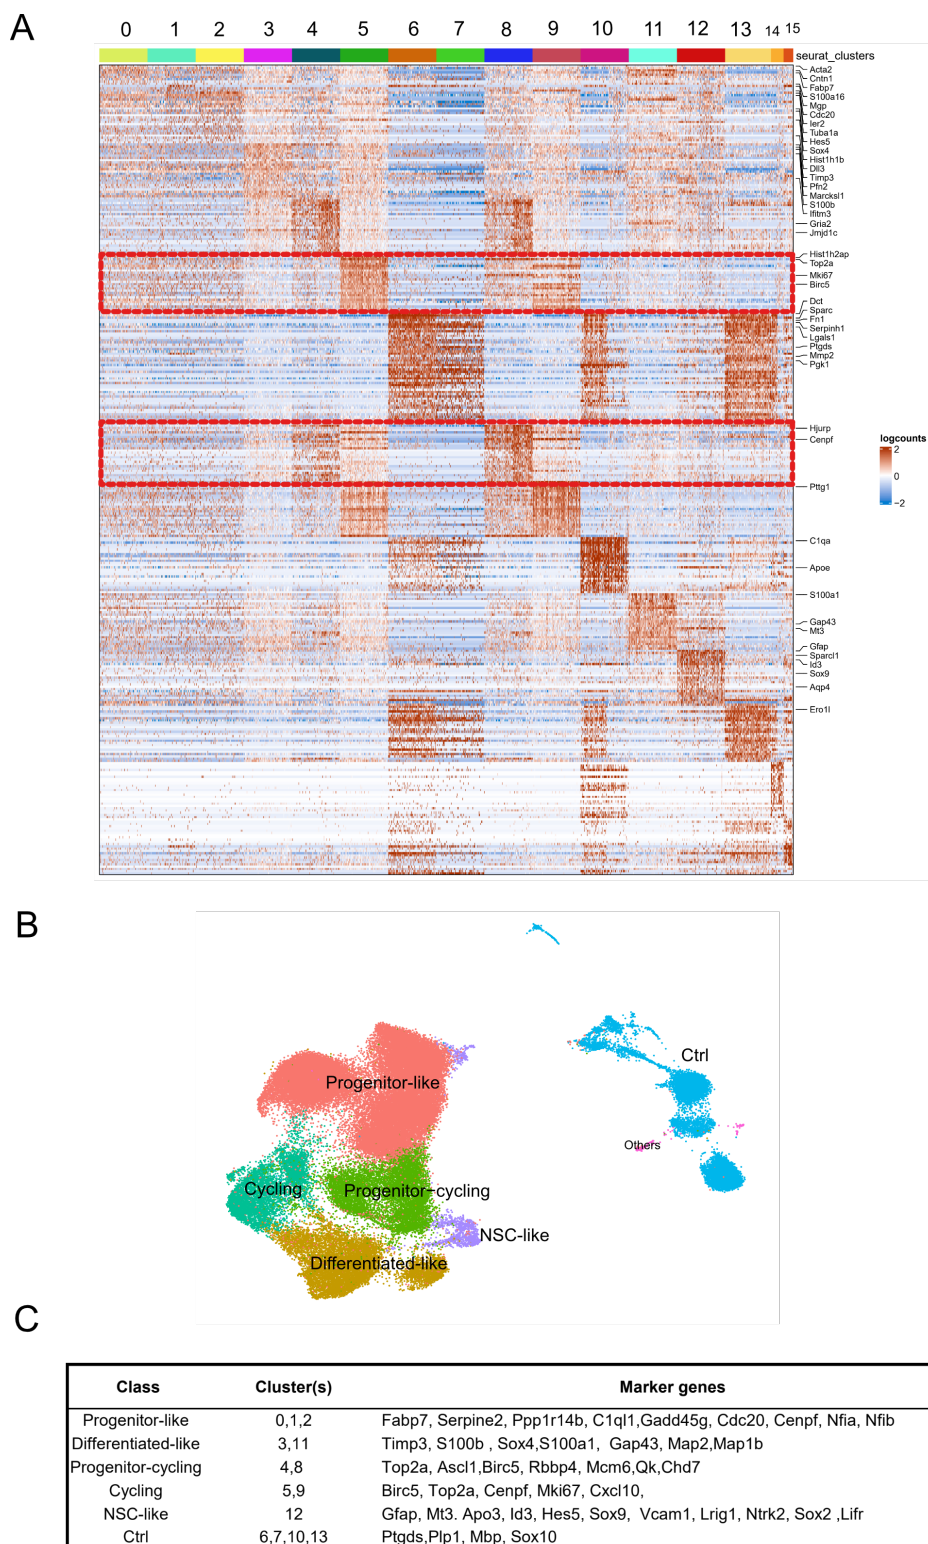 A
0 1 2 3 4 5 6 7 8 9 10 11 12 13 14 15
seurat_clusters
Acta2
Cntn1
Fabp7
S100a16
Mgp
Cdc20
Ier2
Tuba1a
Hes5
Sox4
Hist1h1b
Dll3
Timp3
Pfn2
Marcksl1
S100b
Ifitm3
Gria2
Jmjd1c
Hist1h2ap
Top2a
Mki67
Birc5
Dct
Sparc
Fn1
Serpinh1
Lgals1
Ptgds
Mmp2
Pgk1
Hjurp
Cenpf
logcounts
2
0
−2
Pttg1
C1qa
Apoe
S100a1
Gap43
Mt3
Gfap
Sparcl1
Id3
Sox9
Aqp4
Ero1l
B
Ctrl
Progenitor-like
Others
Cycling
Progenitor−cycling
NSC-like
Differentiated-like
C
Class Cluster(s) Marker genes
Progenitor-like 0,1,2 Fabp7, Serpine2, Ppp1r14b, C1ql1,Gadd45g, Cdc20, Cenpf, Nfia, Nfib
Differentiated-like 3,11 Timp3, S100b , Sox4,S100a1, Gap43, Map2,Map1b
Progenitor-cycling 4,8 Top2a, Ascl1,Birc5, Rbbp4, Mcm6,Qk,Chd7
Cycling 5,9 Birc5, Top2a, Cenpf, Mki67, Cxcl10,
NSC-like 12 Gfap, Mt3. Apo3, Id3, Hes5, Sox9, Vcam1, Lrig1, Ntrk2, Sox2 ,Lifr
Ctrl 6,7,10,13 Ptgds,Plp1, Mbp, Sox10